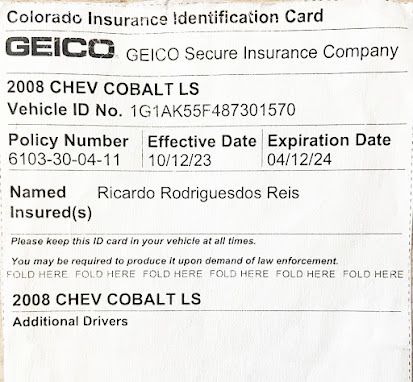 Colorado Insurance Identification Card
GEICO GEICO Secure Insurance Company
2008 CHEV COBALT LS
Vehicle ID No. 1G1AK55F487301570
Policy Number Effective Date Expiration Date
6103-30-04-11 10/12/23 04/12/24
Named Ricardo Rodriguesdos Reis
Insured(s)
Please keep this ID card in your vehicle at all times.
You may be required to produce it upon demand of law enforcement.
FOLD HERE FOLD HERE FOLD HERE FOLD HERE FOLD HERE FOLD HERE
2008 CHEV COBALT LS
Additional Drivers